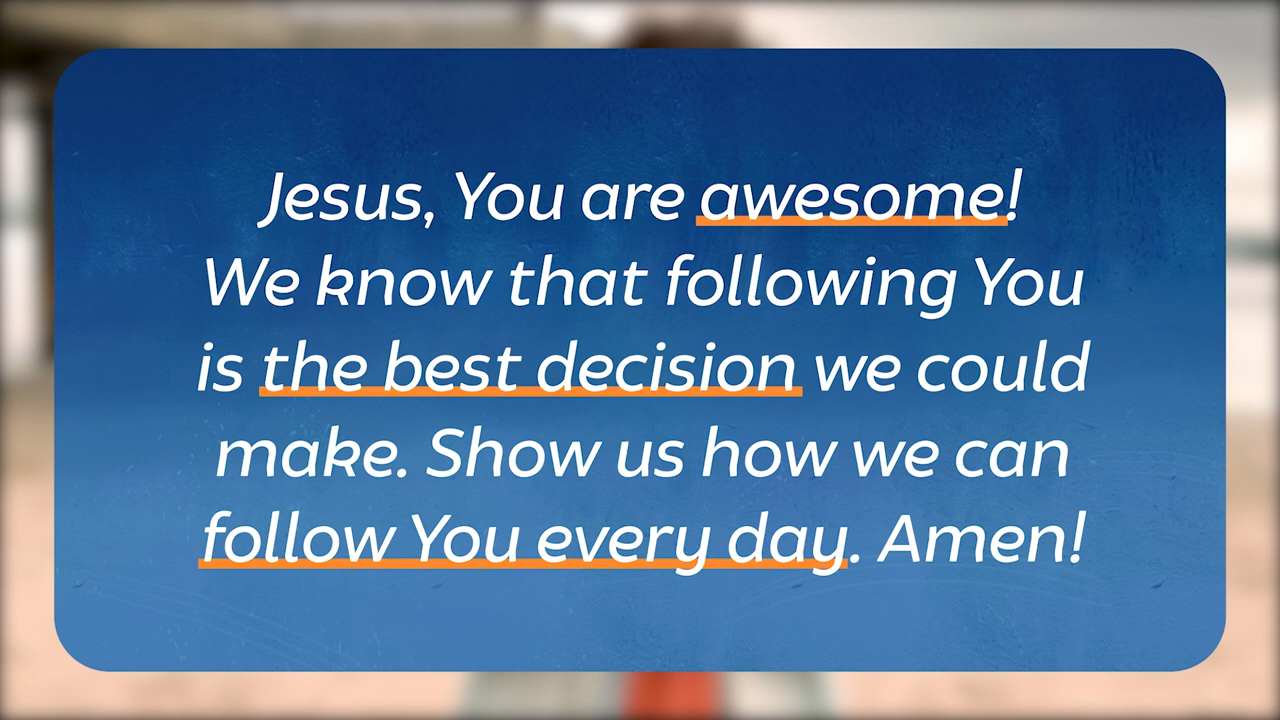 Jesus, You are awesome!
We know that following You
is the best decision we could
make. Show us how we can
follow You every day. Amen!